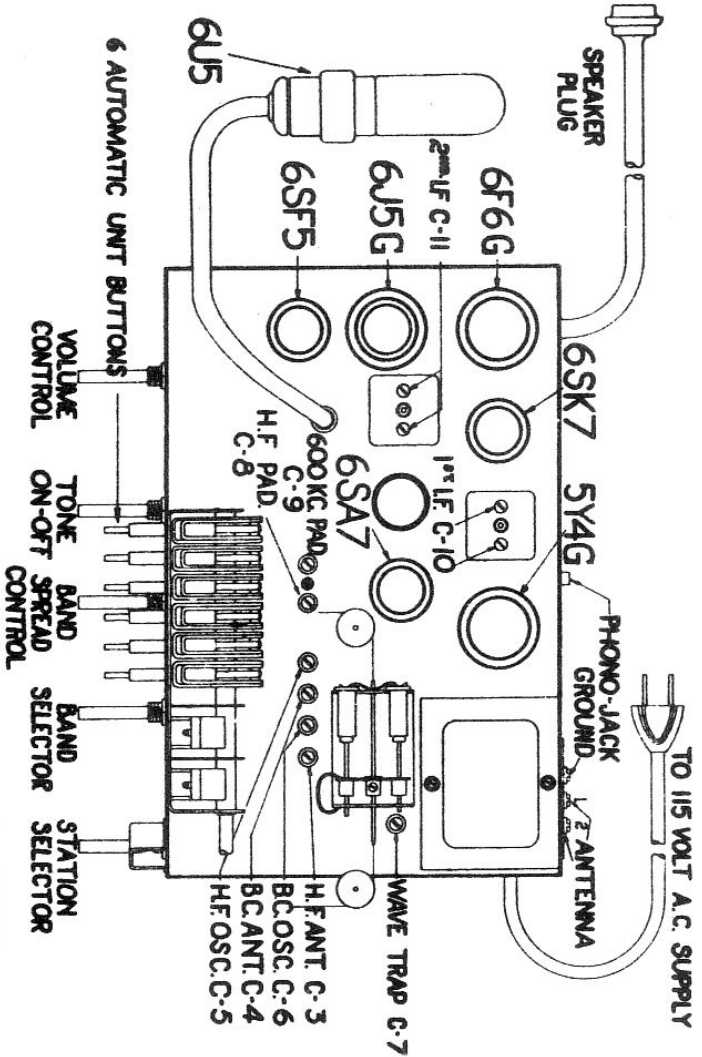 SPEAKER
PLUG
6U5
6F6G
6SK7
5Y4G
PHONO-JACK
GROUND
1 2 ANTENNA
TO 115 VOLT A.C. SUPPLY
2ND I.F. C-11
6J5G
6SF5
1ST I.F. C-10
6SA7
600 KC. PAD.
C-9
H.F. PAD.
C-8
WAVE TRAP C-7
H.F. ANT. C-3
B.C. OSC. C-6
B.C. ANT. C-4
H.F. OSC. C-5
6 AUTOMATIC UNIT BUTTONS
VOLUME
CONTROL
TONE
ON-OFF
BAND
SPREAD
CONTROL
BAND
SELECTOR
STATION
SELECTOR